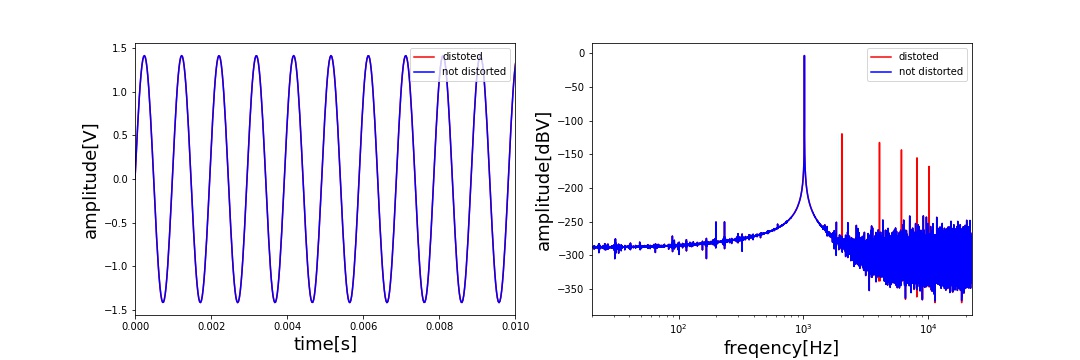 1.5
1.0
0.5
0.0
−0.5
−1.0
−1.5
amplitude[V]
distoted
not distorted
0.000 0.002 0.004 0.006 0.008 0.010
time[s]
0
−50
−100
−150
−200
−250
−300
−350
amplitude[dBV]
distoted
not distorted
10² 10³ 10⁴
freqency[Hz]